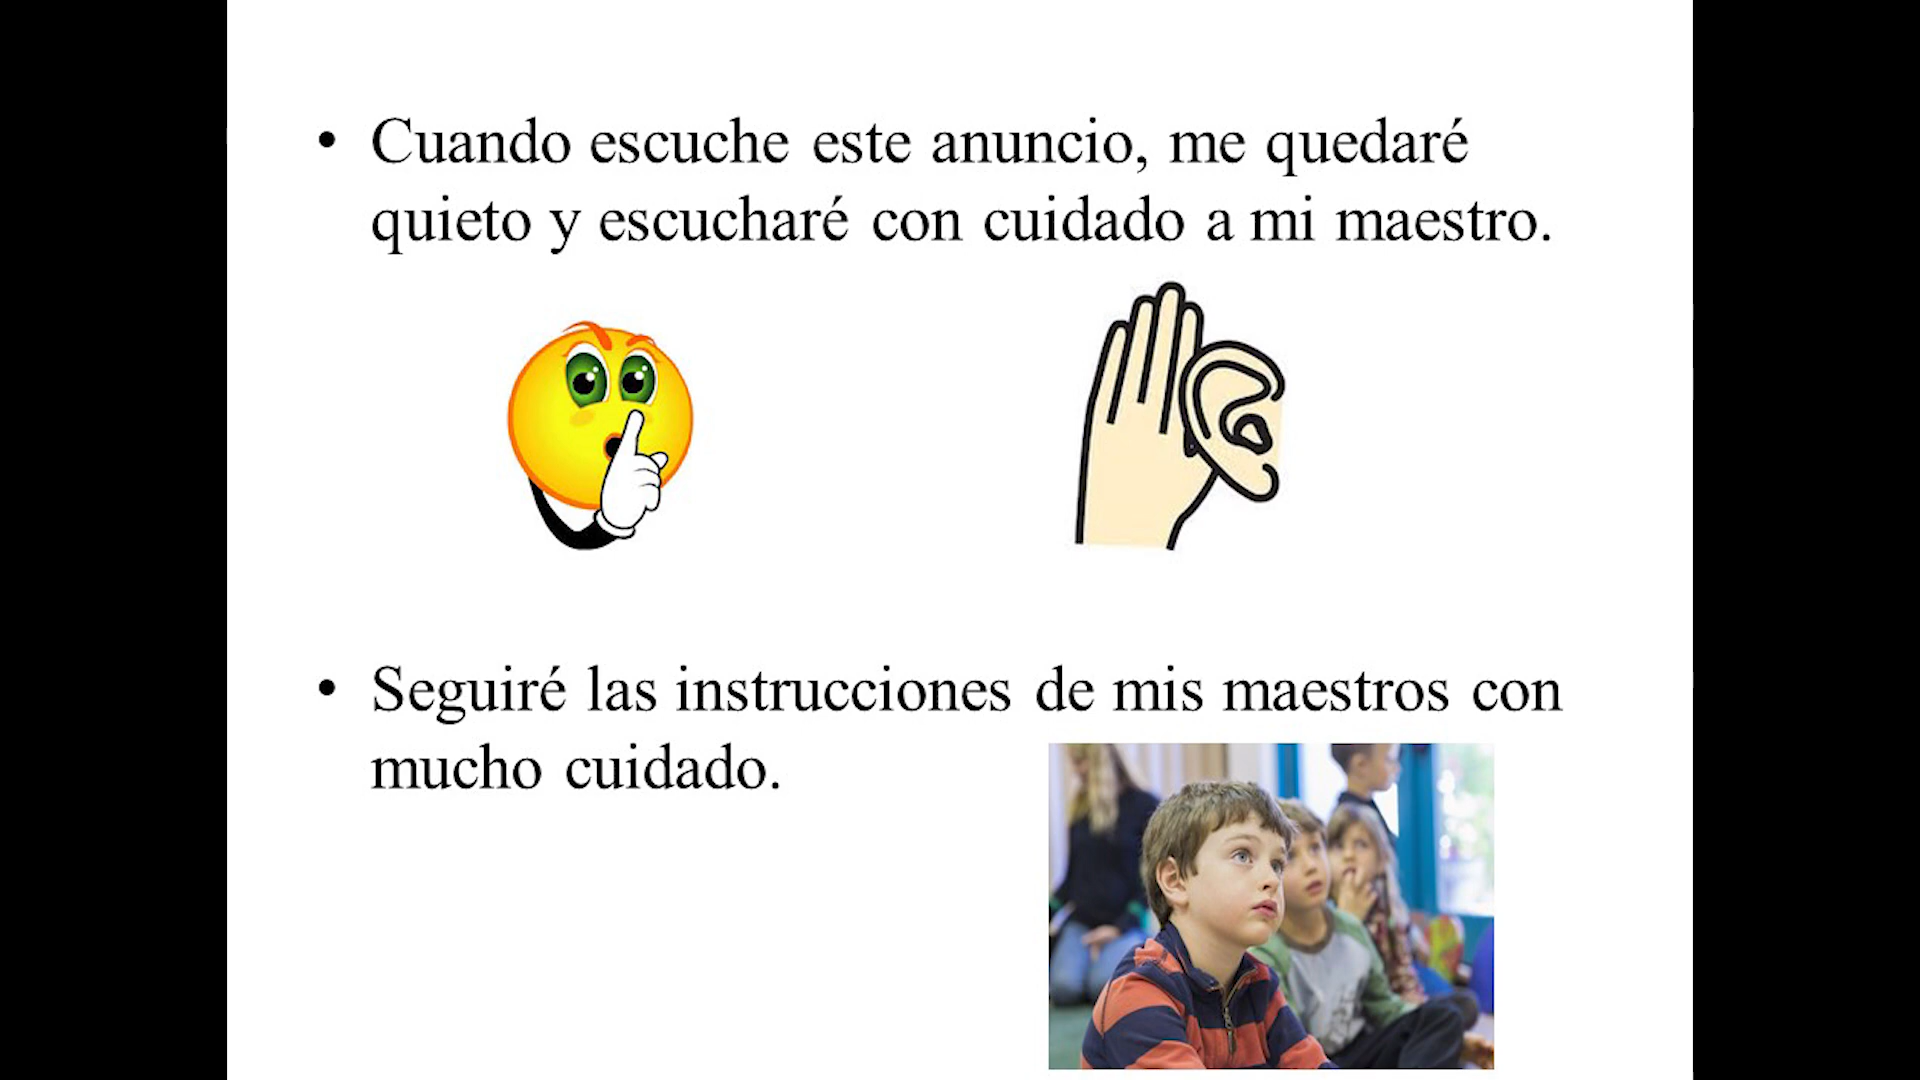 • Cuando escuche este anuncio, me quedaré
quieto y escucharé con cuidado a mi maestro.
• Seguiré las instrucciones de mis maestros con
mucho cuidado.